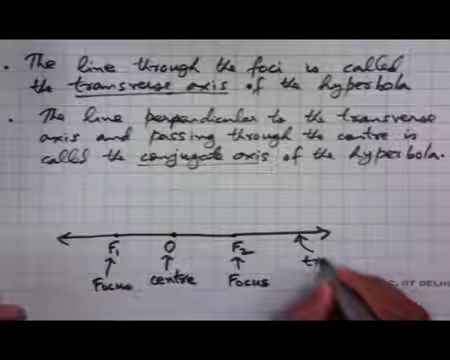 . The line through the foci is called
the transverse axis of the hyperbola
. The line perpendicular to the transverse
axis and passing through the centre is
called the conjugate axis of the hyperbola.
F₁ O F₂
Focus centre Focus